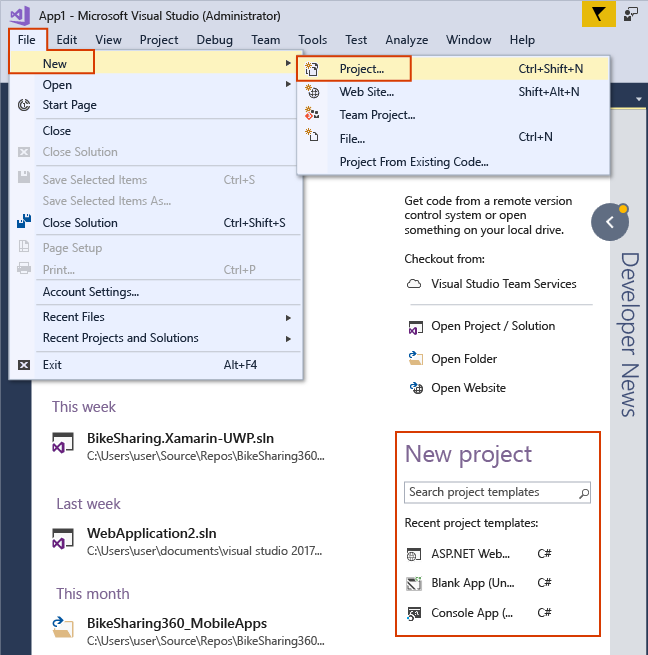 App1 - Microsoft Visual Studio (Administrator)
File Edit View Project Debug Team Tools Test Analyze Window Help
New
Open
Start Page
Close
Close Solution
Save Selected Items Ctrl+S
Save Selected Items As...
Close Solution Ctrl+Shift+S
Page Setup
Print... Ctrl+P
Account Settings...
Recent Files
Recent Projects and Solutions
Exit Alt+F4
Project... Ctrl+Shift+N
Web Site... Shift+Alt+N
Team Project...
File... Ctrl+N
Project From Existing Code...
Get code from a remote version
control system or open
something on your local drive.
Checkout from:
Visual Studio Team Services
Open Project / Solution
Open Folder
Open Website
Developer News
This week
BikeSharing.Xamarin-UWP.sln
C:\Users\user\Source\Repos\BikeSharing360...
Last week
WebApplication2.sln
C:\Users\user\documents\visual studio 2017...
This month
BikeSharing360_MobileApps
C:\Users\user\Source\Repos\BikeSharing360...
New project
Search project templates
Recent project templates:
ASP.NET Web... C#
Blank App (Un... C#
Console App (... C#